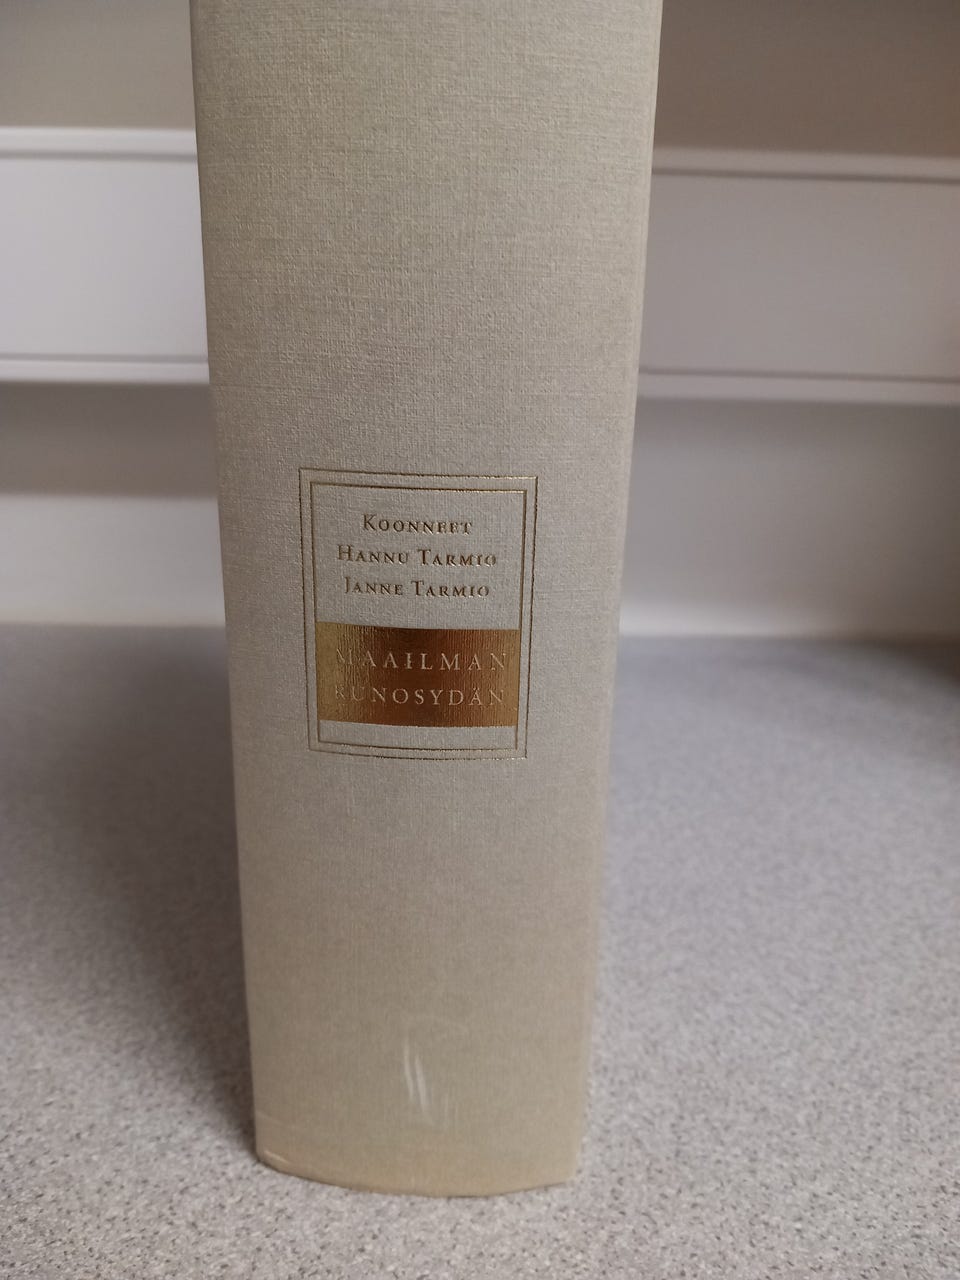 KOONNEET
HANNU TARMIO
JANNE TARMIO
MAAILMAN
RUNOSYDÄN